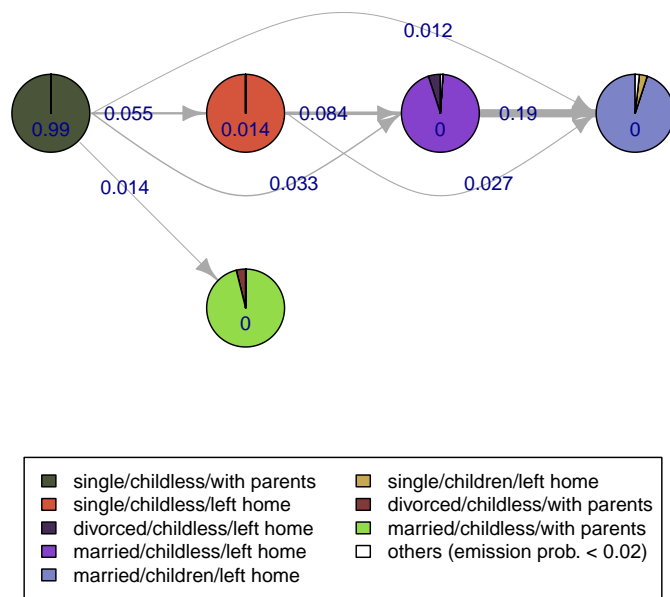 0.012
0.99
0.055
0.014
0.084
0
0.19
0
0.014
0.033
0.027
0
single/childless/with parents
single/childless/left home
divorced/childless/left home
married/childless/left home
married/children/left home
single/children/left home
divorced/childless/with parents
married/childless/with parents
others (emission prob. < 0.02)